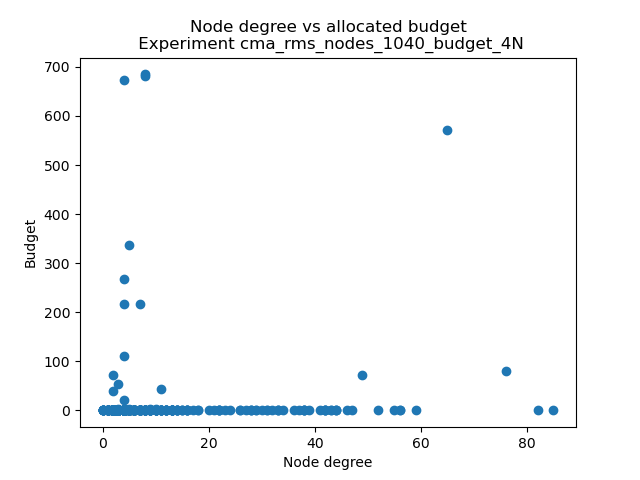 Node degree vs allocated budget
Experiment cma_rms_nodes_1040_budget_4N
700
600
500
400
300
200
100
0
Budget
0 20 40 60 80
Node degree